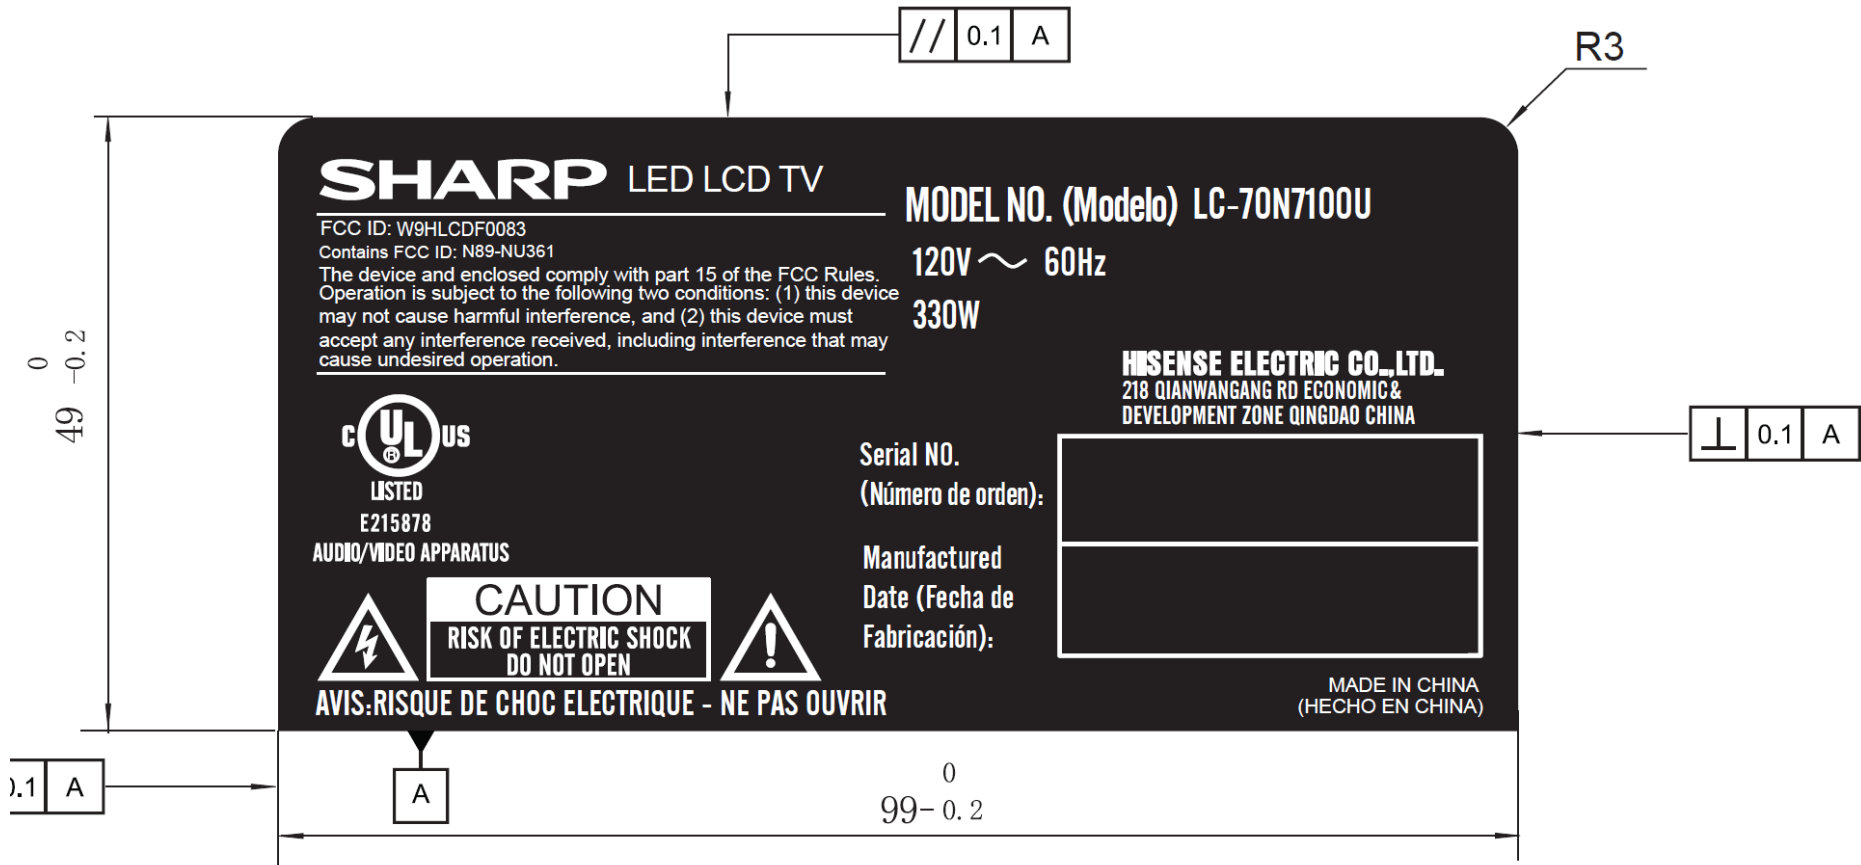 // 0.1 A
R3
SHARP LED LCD TV
FCC ID: W9HLCDF0083
Contains FCC ID: N89-NU361
The device and enclosed comply with part 15 of the FCC Rules.
Operation is subject to the following two conditions: (1) this device
may not cause harmful interference, and (2) this device must
accept any interference received, including interference that may
cause undesired operation.
MODEL NO. (Modelo) LC-70N7100U
120V ~ 60Hz
330W
HISENSE ELECTRIC CO.,LTD.
218 QIANWANGANG RD ECONOMIC&
DEVELOPMENT ZONE QINGDAO CHINA
0
49 -0.2
⊥ 0.1 A
C UL ® US
LISTED
E215878
AUDIO/VIDEO APPARATUS
Serial NO.
(Número de orden):
Manufactured
Date (Fecha de
Fabricación):
CAUTION
RISK OF ELECTRIC SHOCK
DO NOT OPEN
AVIS:RISQUE DE CHOC ELECTRIQUE - NE PAS OUVRIR
MADE IN CHINA
(HECHO EN CHINA)
0.1 A
A
0
99-0.2